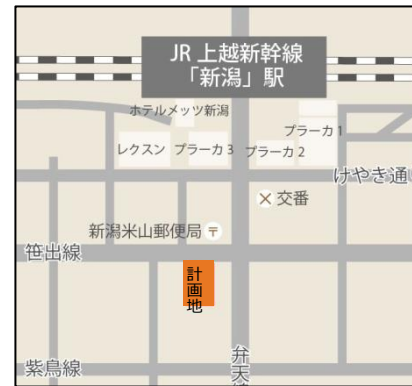 JR 上越新幹線
「新潟」駅
ホテルメッツ新潟
プラーカ 1
レクスン
プラーカ 3
プラーカ 2
けやき通
交番
新潟米山郵便局 〒
笹出線
計画地
紫鳥線
弁天